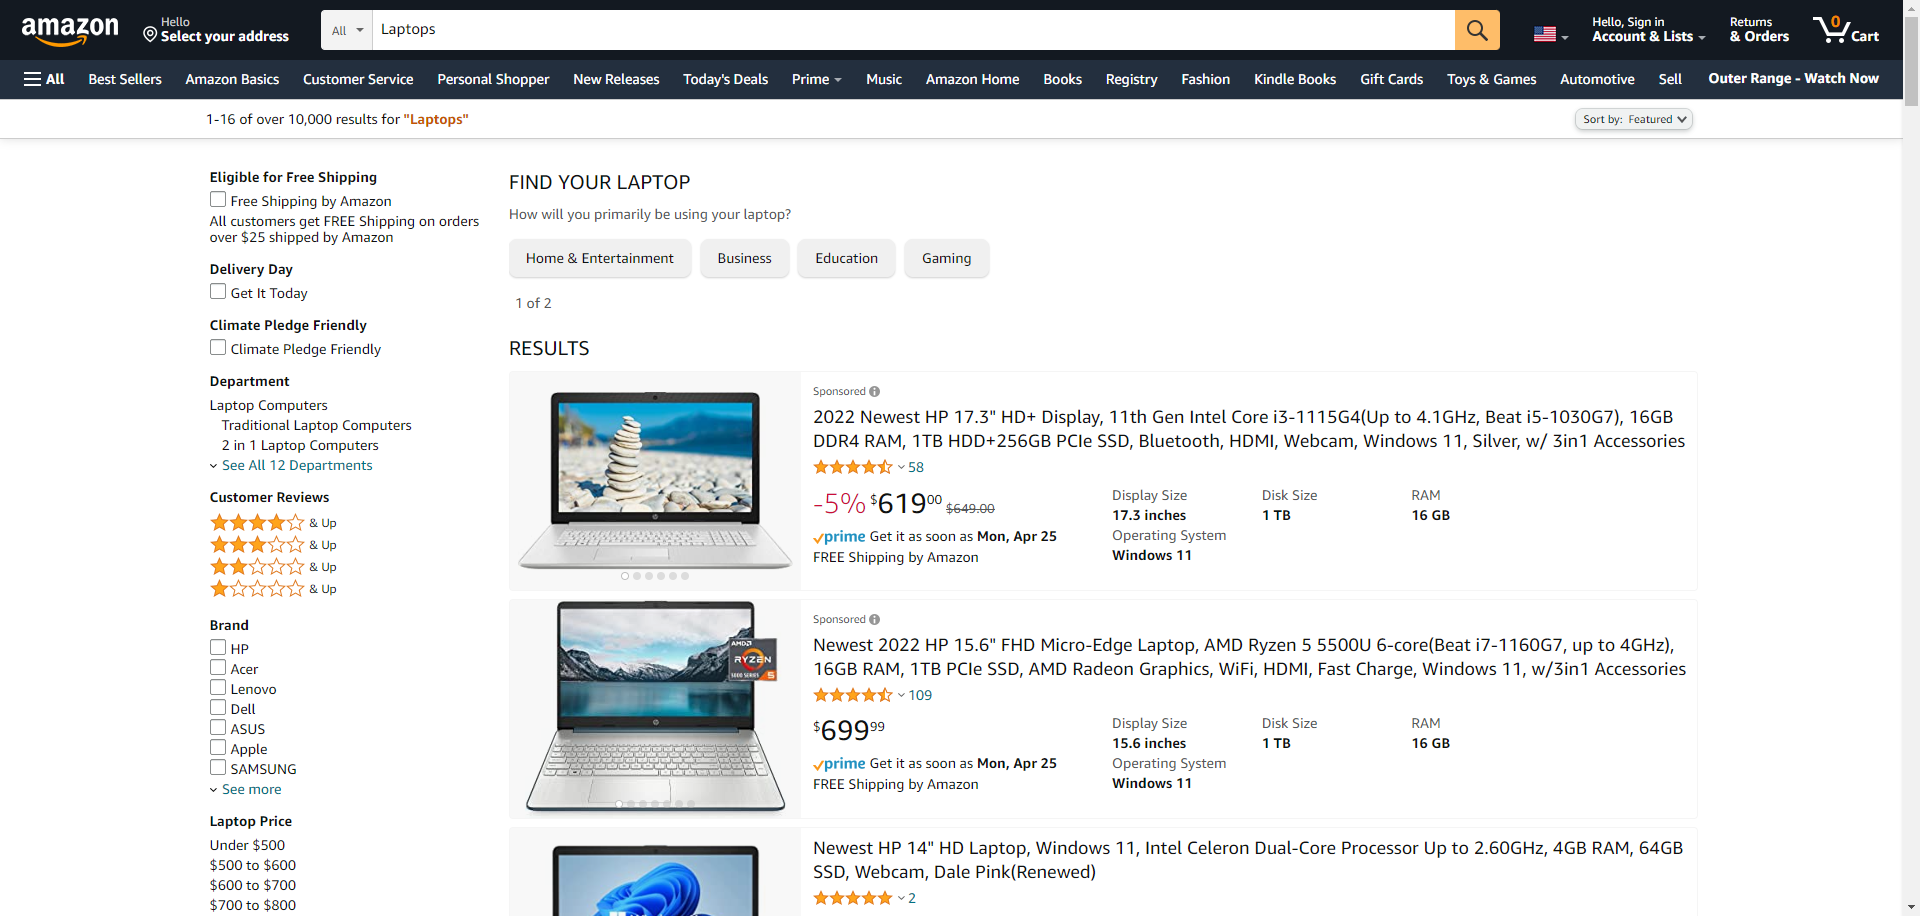 amazon
Hello
Select your address
All
Laptops
Hello, Sign in
Account & Lists
Returns
& Orders
0
Cart
All
Best Sellers
Amazon Basics
Customer Service
Personal Shopper
New Releases
Today's Deals
Prime
Music
Amazon Home
Books
Registry
Fashion
Kindle Books
Gift Cards
Toys & Games
Automotive
Sell
Outer Range - Watch Now
1-16 of over 10,000 results for "Laptops"
Sort by: Featured
Eligible for Free Shipping
Free Shipping by Amazon
All customers get FREE Shipping on orders
over $25 shipped by Amazon
Delivery Day
Get It Today
Climate Pledge Friendly
Climate Pledge Friendly
Department
Laptop Computers
Traditional Laptop Computers
2 in 1 Laptop Computers
See All 12 Departments
Customer Reviews
& Up
& Up
& Up
& Up
Brand
HP
Acer
Lenovo
Dell
ASUS
Apple
SAMSUNG
See more
Laptop Price
Under $500
$500 to $600
$600 to $700
$700 to $800
FIND YOUR LAPTOP
How will you primarily be using your laptop?
Home & Entertainment
Business
Education
Gaming
1 of 2
RESULTS
Sponsored
2022 Newest HP 17.3" HD+ Display, 11th Gen Intel Core i3-1115G4(Up to 4.1GHz, Beat i5-1030G7), 16GB
DDR4 RAM, 1TB HDD+256GB PCIe SSD, Bluetooth, HDMI, Webcam, Windows 11, Silver, w/ 3in1 Accessories
58
-5% $619 00 $649.00
prime Get it as soon as Mon, Apr 25
FREE Shipping by Amazon
Display Size
17.3 inches
Disk Size
1 TB
RAM
16 GB
Operating System
Windows 11
AMD
RYZEN
5000 SERIES 5
Sponsored
Newest 2022 HP 15.6" FHD Micro-Edge Laptop, AMD Ryzen 5 5500U 6-core(Beat i7-1160G7, up to 4GHz),
16GB RAM, 1TB PCIe SSD, AMD Radeon Graphics, WiFi, HDMI, Fast Charge, Windows 11, w/3in1 Accessories
109
$699 99
prime Get it as soon as Mon, Apr 25
FREE Shipping by Amazon
Display Size
15.6 inches
Disk Size
1 TB
RAM
16 GB
Operating System
Windows 11
Newest HP 14" HD Laptop, Windows 11, Intel Celeron Dual-Core Processor Up to 2.60GHz, 4GB RAM, 64GB
SSD, Webcam, Dale Pink(Renewed)
2